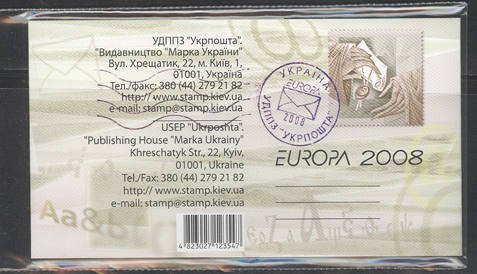 УДППЗ "Укрпошта".
"Видавництво "Марка України"
Вул. Хрещатик, 22, м. Київ, 1,
01001, Україна
Тел./факс: 380 (44) 279 21 82
http://www.stamp.kiev.ua
e-mail: stamp@stamp.kiev.ua
USEP "Ukrposhta".
"Publishing House "Marka Ukrainy"
Khreschatyk Str., 22, Kyiv,
01001, Ukraine
Tel./Fax: 380 (44) 279 21 82
http://www.stamp.kiev.ua
e-mail: stamp@stamp.kiev.ua
4 823027 123547
УКРАЇНА
EUROPA
2008
УДППЗ "УКРПОШТА"
EUROPA 2008
Aa&b